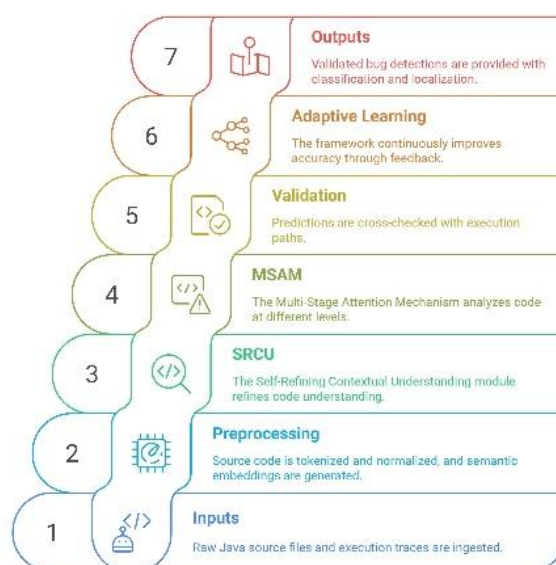 7
Outputs
Validated bug detections are provided with
classification and localization.
6
Adaptive Learning
The framework continuously improves
accuracy through feedback.
5
Validation
Predictions are cross-checked with execution
paths.
4
MSAM
The Multi-Stage Attention Mechanism analyzes code
at different levels.
3
SRCU
The Self-Refining Contextual Understanding module
refines code understanding.
2
Preprocessing
Source code is tokenized and normalized, and semantic
embeddings are generated.
1
Inputs
Raw Java source files and execution traces are ingested.